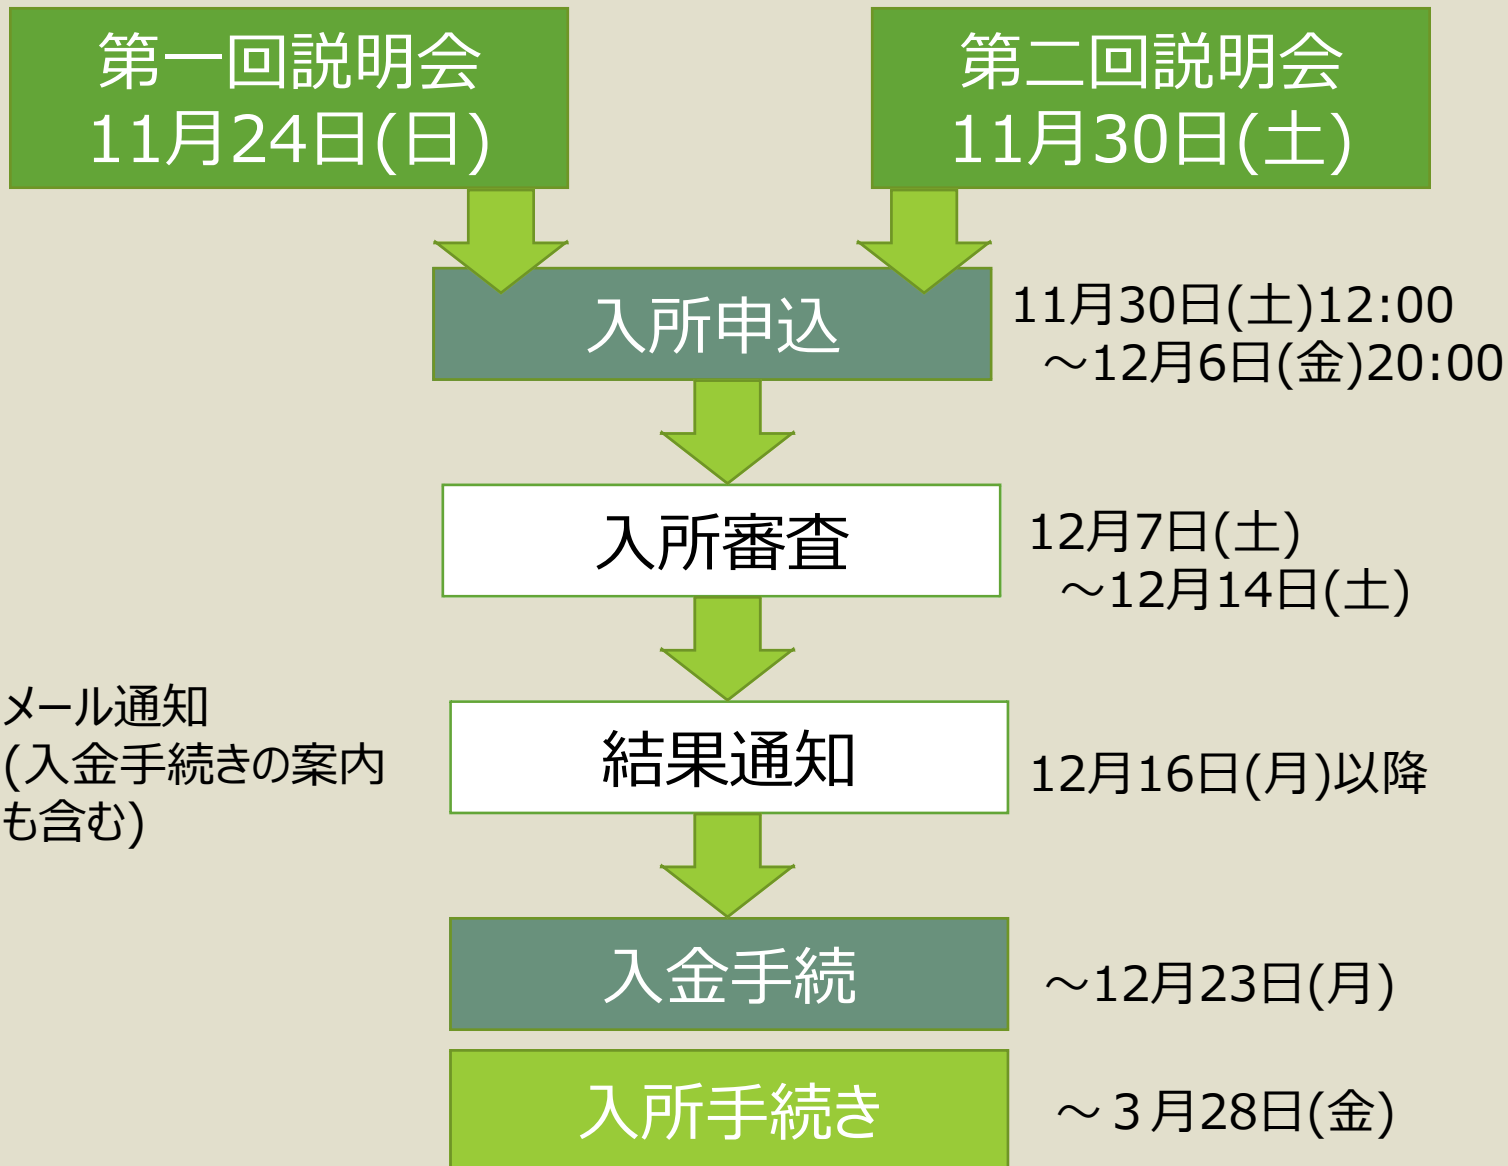 第一回説明会
11月24日(日)
第二回説明会
11月30日(土)
入所申込
11月30日(土)12:00
～12月6日(金)20:00
入所審査
12月7日(土)
～12月14日(土)
メール通知
(入金手続きの案内
も含む)
結果通知
12月16日(月)以降
入金手続
～12月23日(月)
入所手続き
～３月28日(金)